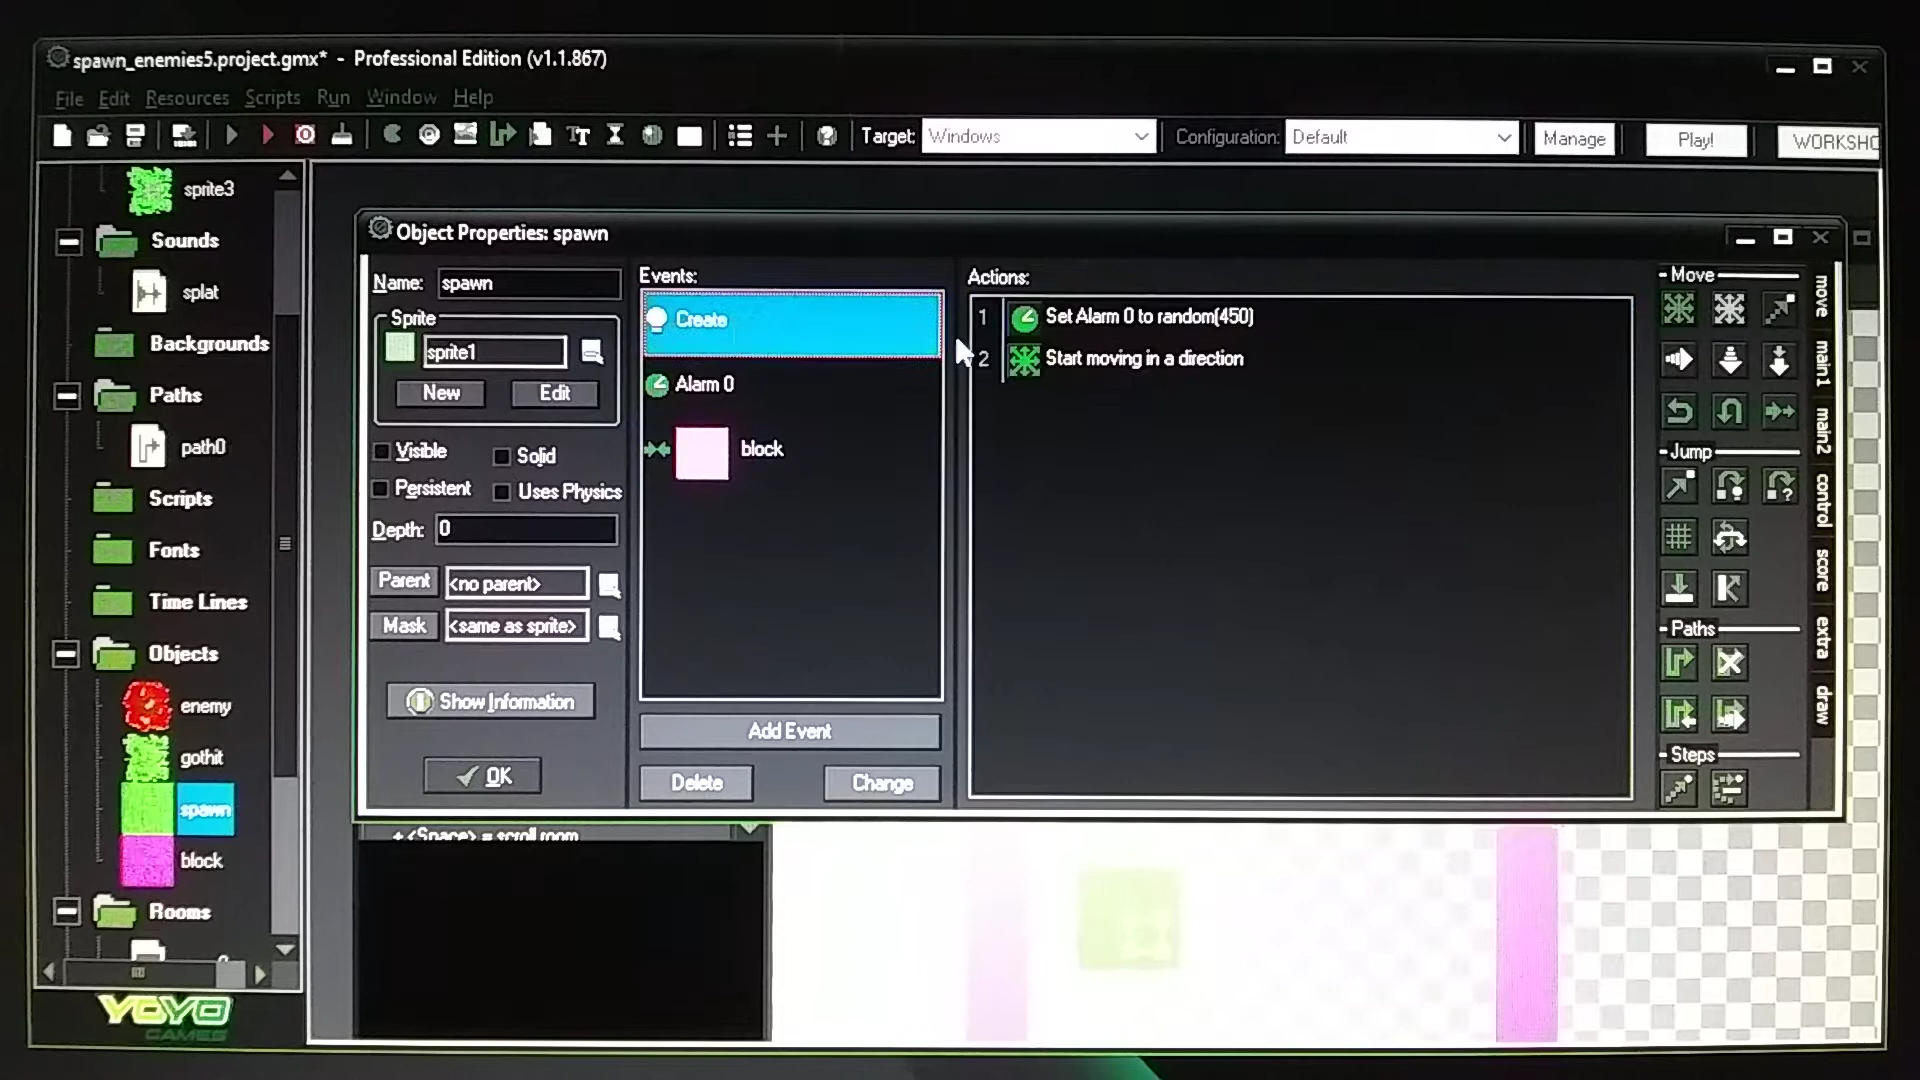 spawn_enemies5.project.gmx* - Professional Edition (v1.1.867)
File Edit Resources Scripts Run Window Help
Target: Windows Configuration: Default Manage Play! WORKSHO
sprite3
Sounds
splat
Backgrounds
Paths
path0
Scripts
Fonts
Time Lines
Objects
enemy
gothit
spawn
block
Rooms
YOYO
GAMES
Object Properties: spawn
Name: spawn
Sprite
sprite1
New Edit
Visible Solid
Persistent Uses Physics
Depth: 0
Parent <no parent>
Mask <same as sprite>
Show Information
OK
Events:
Create
Alarm 0
block
Add Event
Delete Change
Actions:
1 Set Alarm 0 to random(450)
2 Start moving in a direction
Move
Jump
Paths
Steps
move
main1
main2
control
score
extra
draw
+ <Space> = scroll room